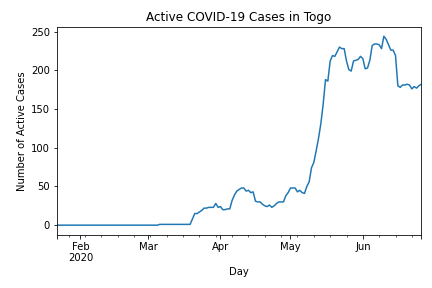 Active COVID-19 Cases in Togo
Number of Active Cases
250
200
150
100
50
0
Feb
2020
Mar
Apr
May
Jun
Day